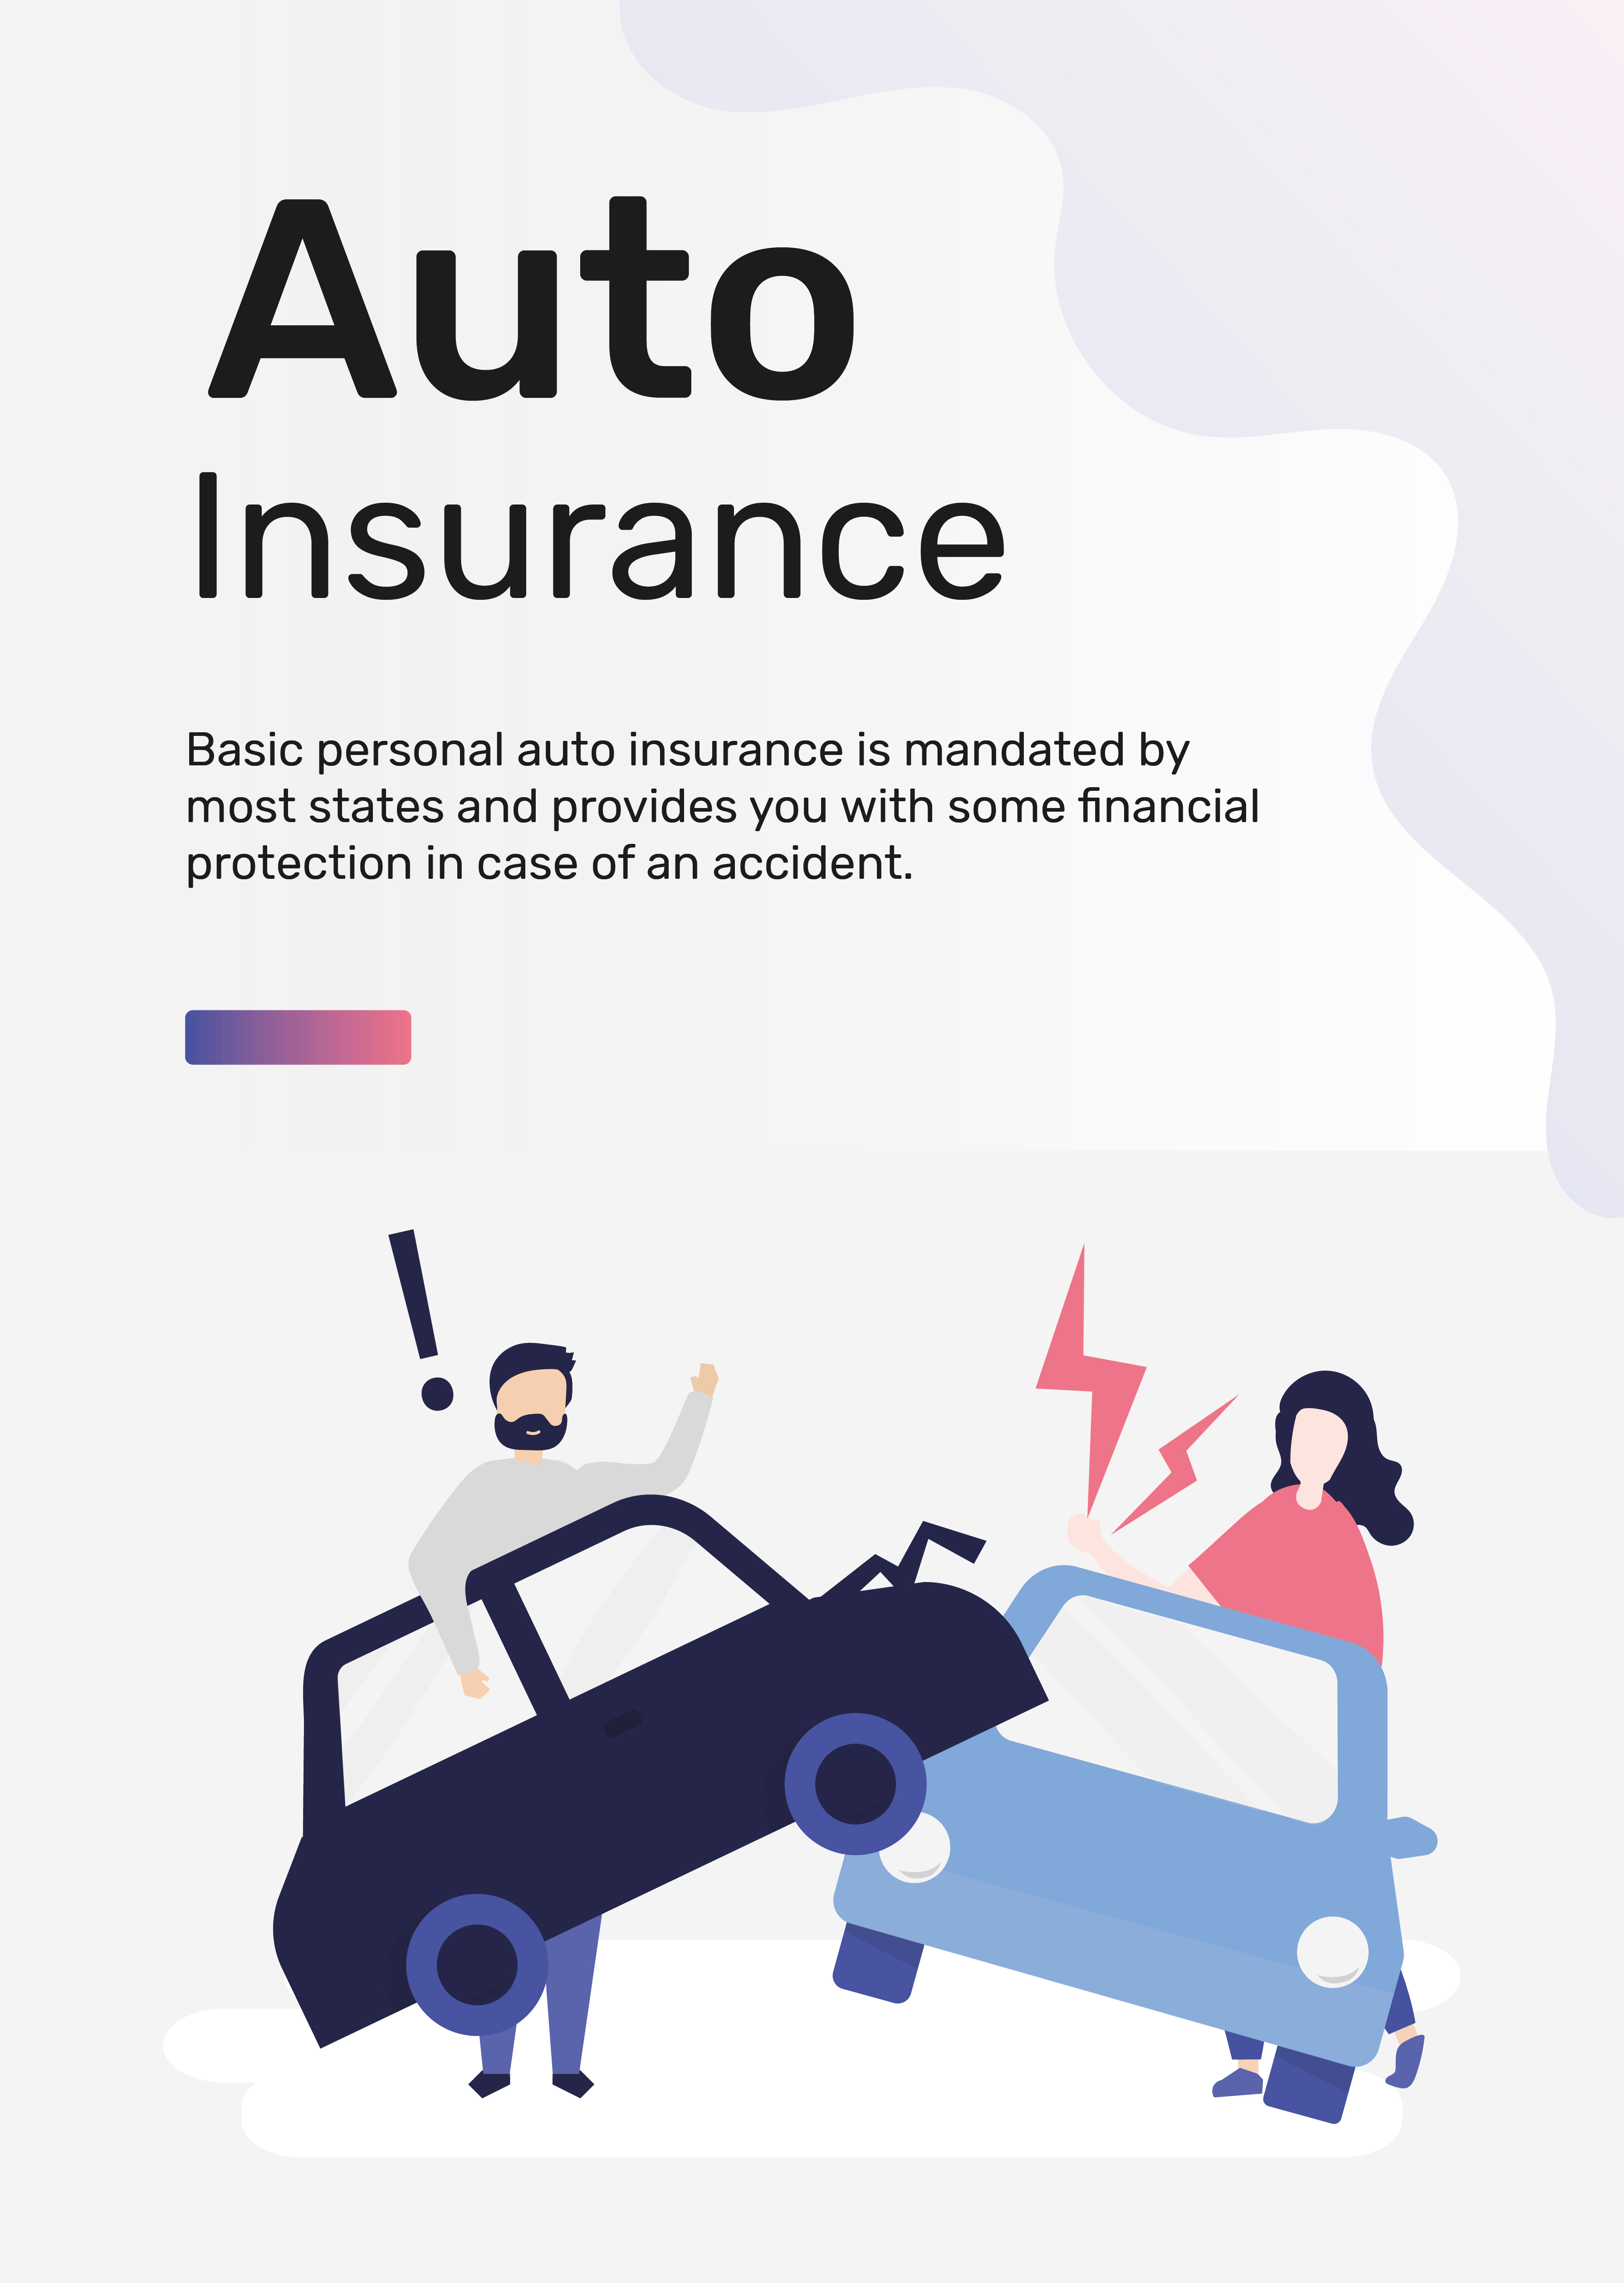 Auto
Insurance
Basic personal auto insurance is mandated by
most states and provides you with some financial
protection in case of an accident.
!